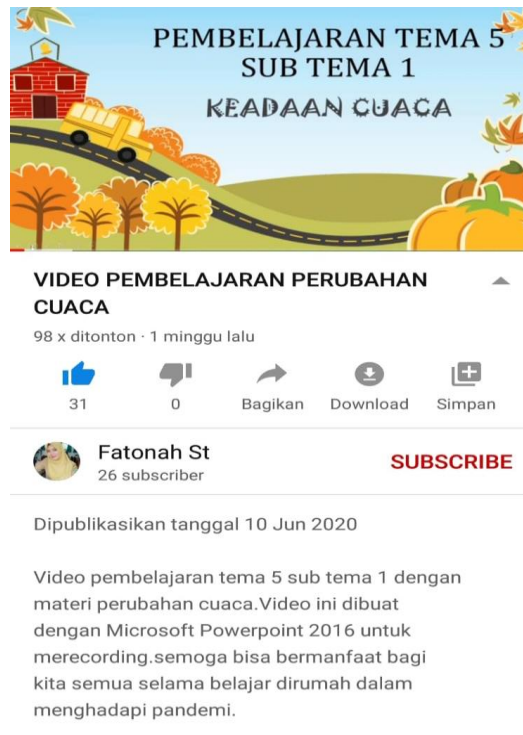 PEMBELAJARAN TEMA 5
SUB TEMA 1
KEADAAN CUACA
VIDEO PEMBELAJARAN PERUBAHAN
CUACA
98 x ditonton · 1 minggu lalu
31
0
Bagikan
Download
Simpan
Fatonah St
26 subscriber
SUBSCRIBE
Dipublikasikan tanggal 10 Jun 2020
Video pembelajaran tema 5 sub tema 1 dengan
materi perubahan cuaca.Video ini dibuat
dengan Microsoft Powerpoint 2016 untuk
merecording.semoga bisa bermanfaat bagi
kita semua selama belajar dirumah dalam
menghadapi pandemi.